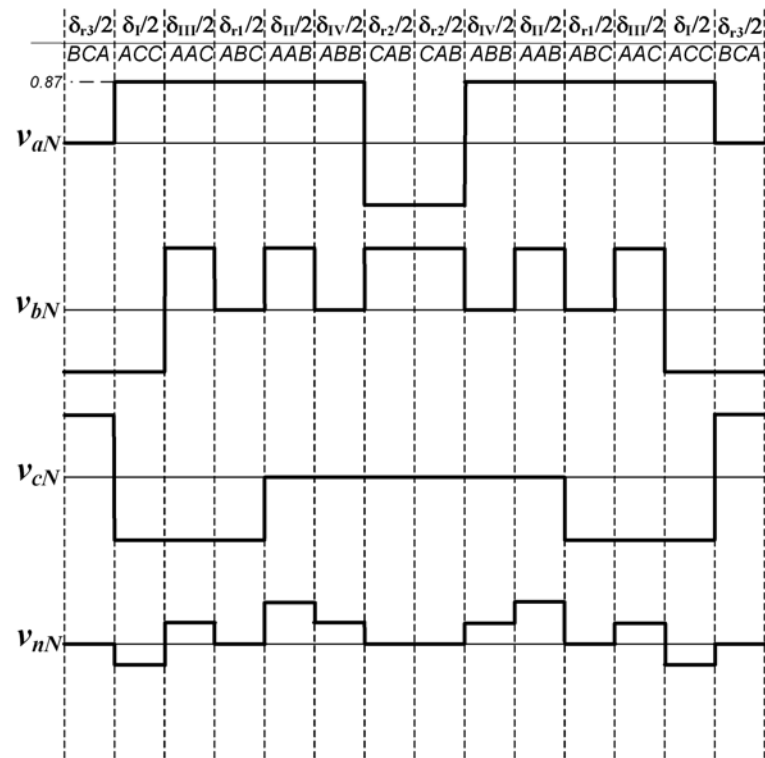 δr3/2 δI/2 δIII/2 δr1/2 δII/2 δIV/2 δr2/2 δr2/2 δIV/2 δII/2 δr1/2 δIII/2 δI/2 δr3/2
BCA ACC AAC ABC AAB ABB CAB CAB ABB AAB ABC AAC ACC BCA
0.87
vaN
vbN
vcN
vnN